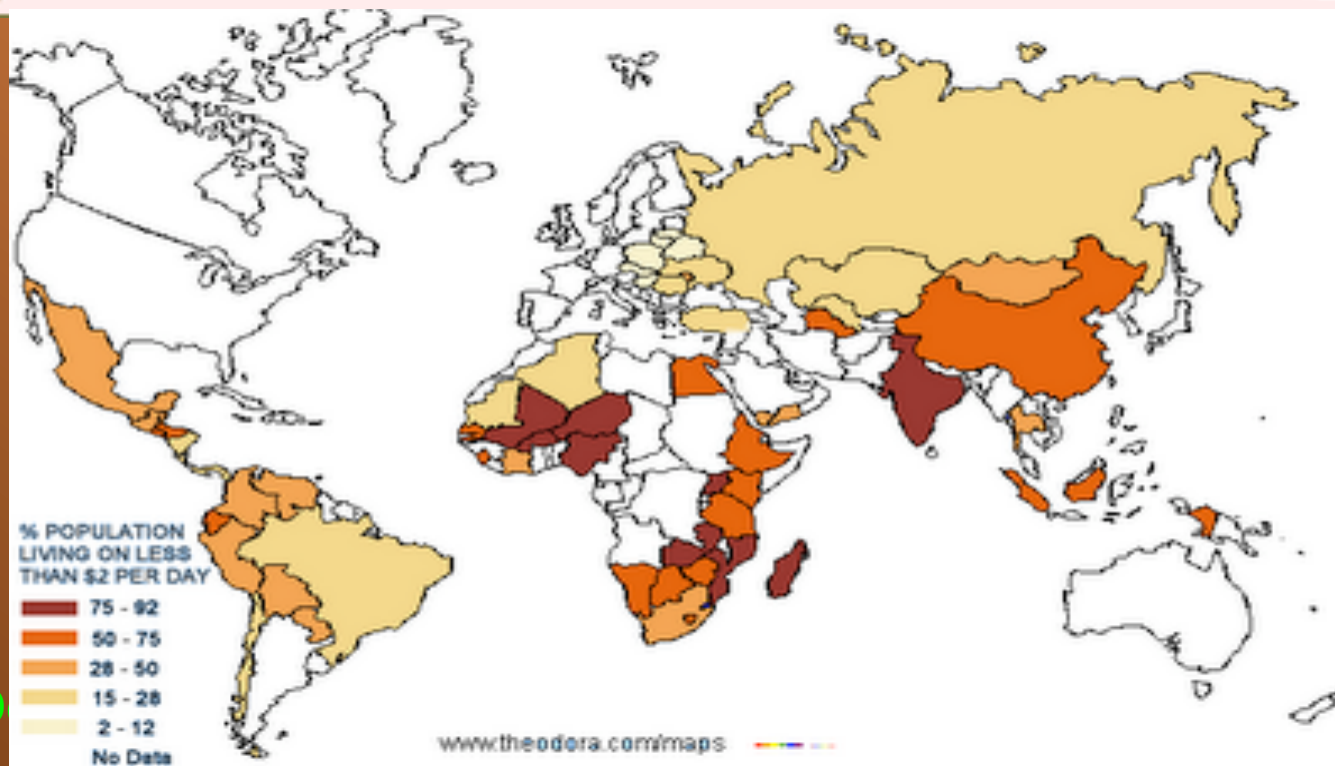 % POPULATION
LIVING ON LESS
THAN $2 PER DAY
75 - 92
50 - 75
28 - 50
15 - 28
2 - 12
No Data
www.theodora.com/maps